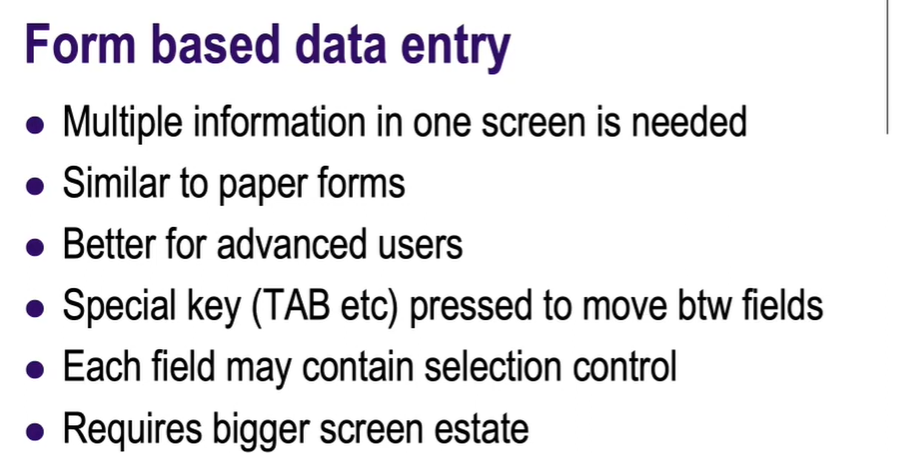 Form based data entry
● Multiple information in one screen is needed
● Similar to paper forms
● Better for advanced users
● Special key (TAB etc) pressed to move btw fields
● Each field may contain selection control
● Requires bigger screen estate